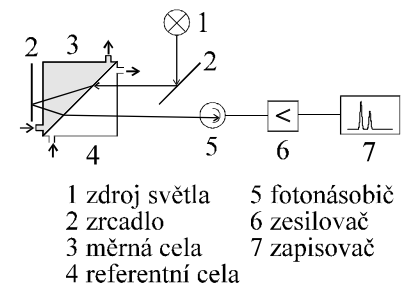 1
2
3
2
<
4
5
6
7
1 zdroj světla
2 zrcadlo
3 měrná cela
4 referentní cela
5 fotonásobič
6 zesilovač
7 zapisovač